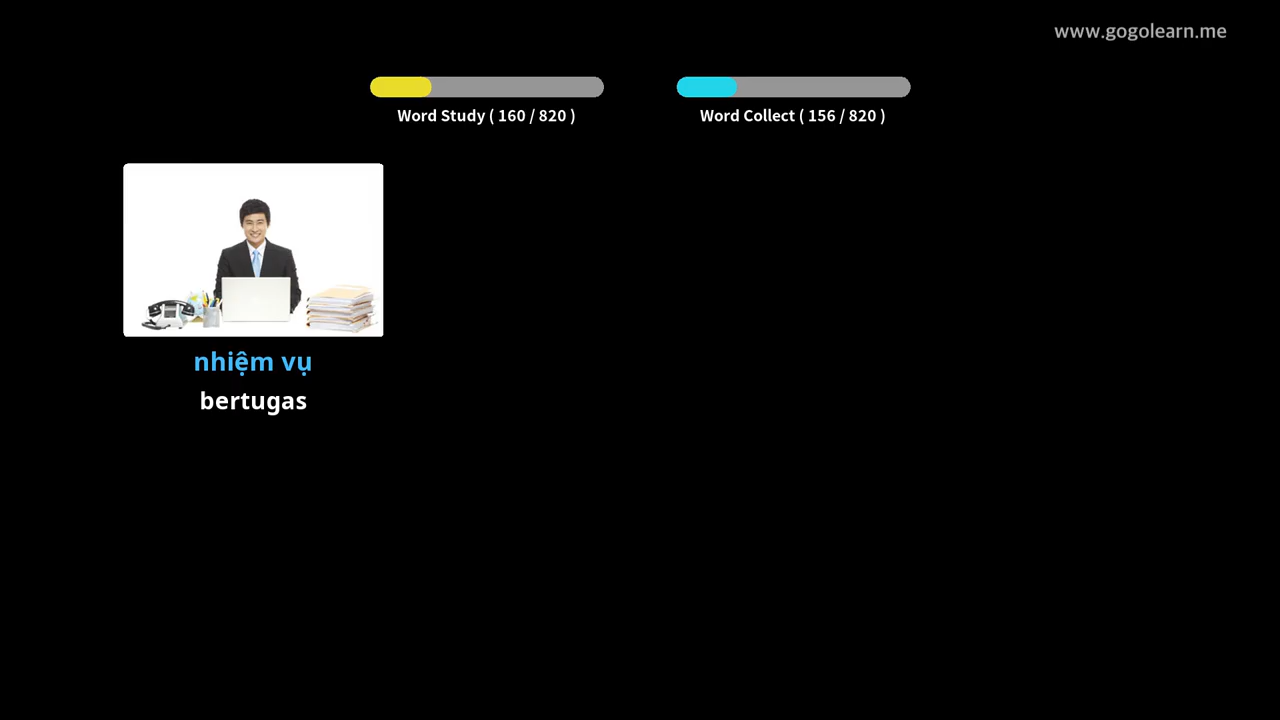 www.gogolearn.me
Word Study ( 160 / 820 )
Word Collect ( 156 / 820 )
nhiệm vụ
bertugas